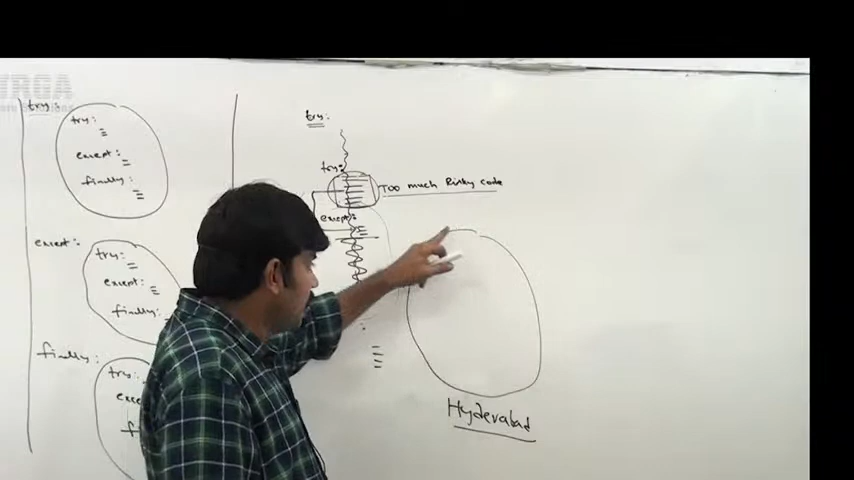 try:
try:
except:
finally:
except:
try:
except:
finally:
finally:
try:
try:
try:
Too much Risky code
except:
Hyderabad